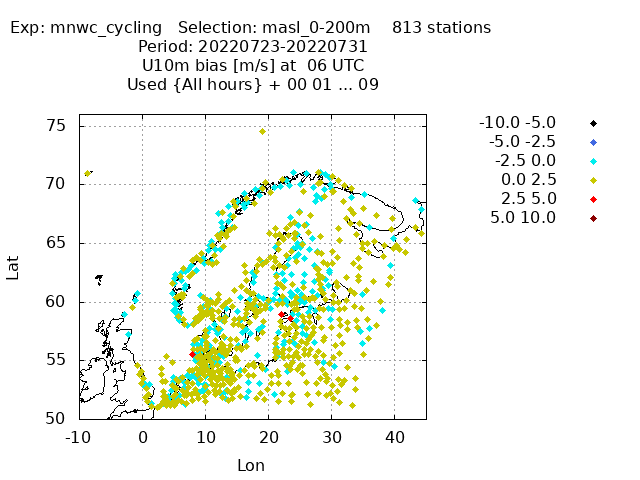 Exp: mnwc_cycling   Selection: masl_0-200m    813 stations
Period: 20220723-20220731
U10m bias [m/s] at  06 UTC
Used {All hours} + 00 01 ... 09
-10.0 -5.0
-5.0 -2.5
-2.5 0.0
0.0 2.5
2.5 5.0
5.0 10.0
75
70
65
60
55
50
Lat
-10 0 10 20 30 40
Lon